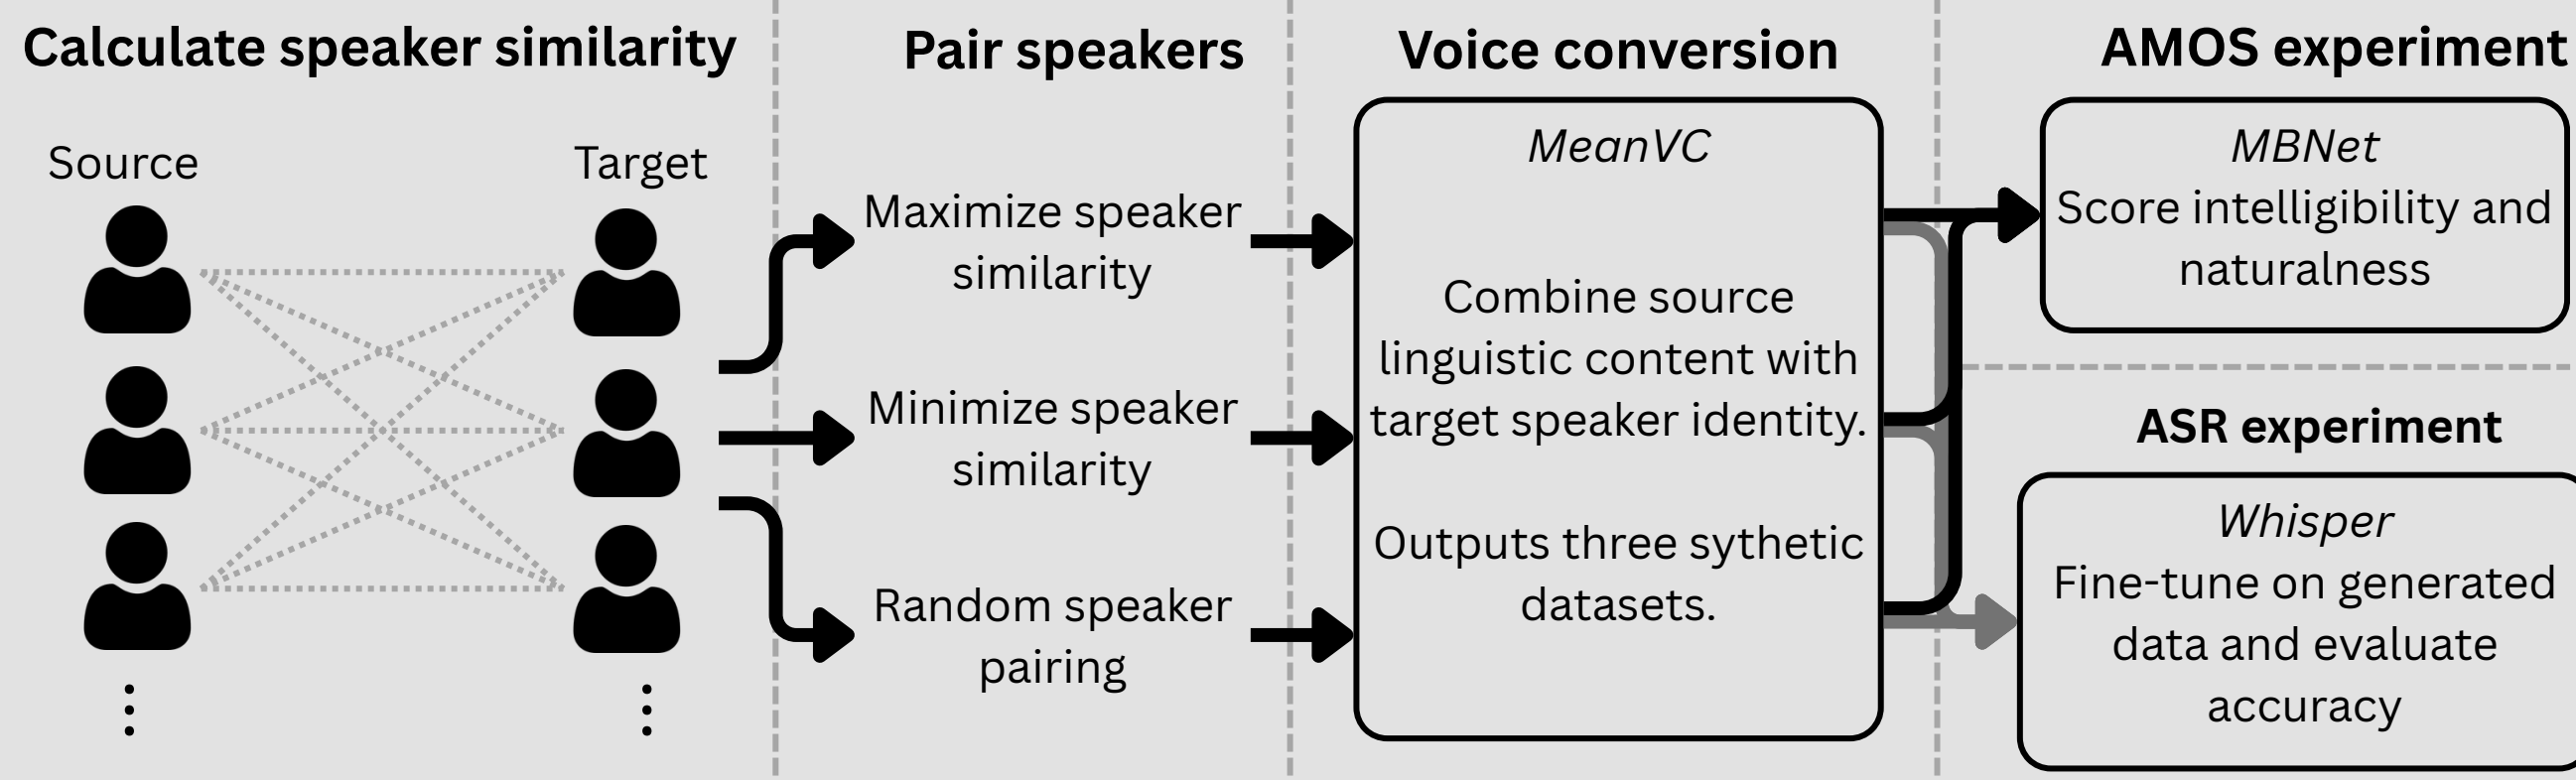 Calculate speaker similarity
Source
Target
Pair speakers
Maximize speaker
similarity
Minimize speaker
similarity
Random speaker
pairing
Voice conversion
MeanVC
Combine source
linguistic content with
target speaker identity.
Outputs three sythetic
datasets.
AMOS experiment
MBNet
Score intelligibility and
naturalness
ASR experiment
Whisper
Fine-tune on generated
data and evaluate
accuracy